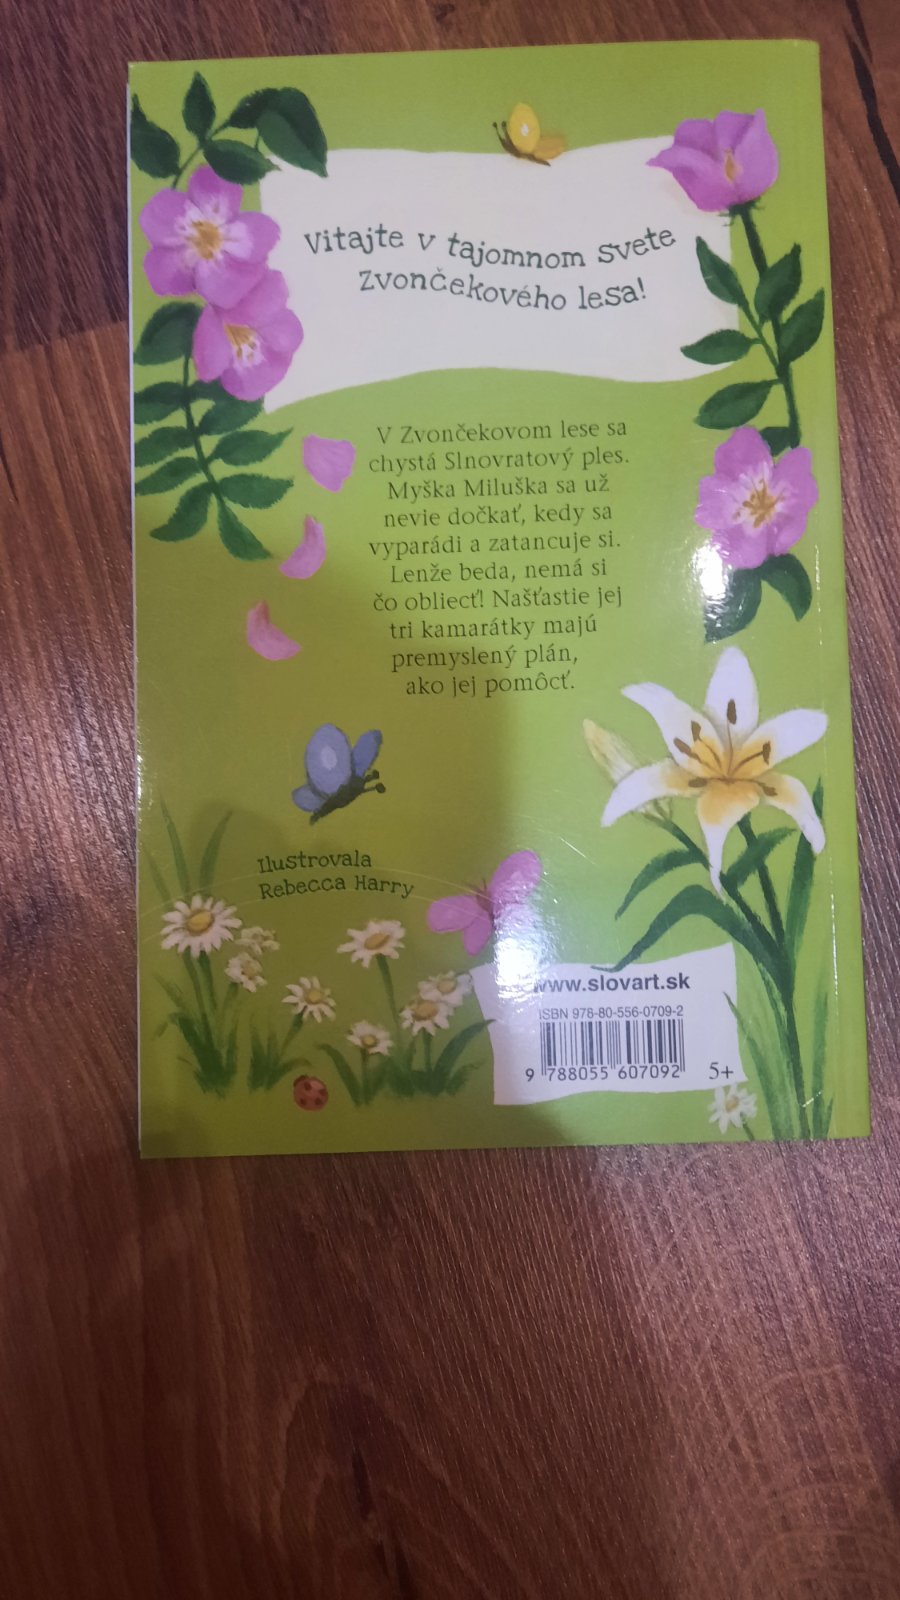 Vitajte v tajomnom svete
Zvončekového lesa!
V Zvončekovom lese sa
chystá Slnovratový ples.
Myška Miluška sa už
nevie dočkať, kedy sa
vyparádi a zatancuje si.
Lenže beda, nemá si
čo obliecť! Našťastie jej
tri kamarátky majú
premyslený plán,
ako jej pomôcť.
Ilustrovala
Rebecca Harry
www.slovart.sk
ISBN 978-80-556-0709-2
9 788055 607092 5+